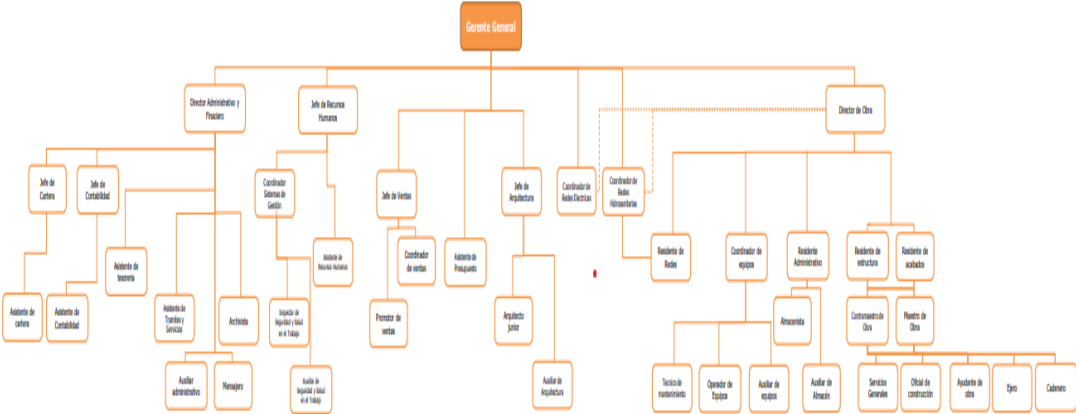 Gerente General
Director Administrativo y
Finaciero
Jefe de Recursos
Humanos
Director de Obra
Jefe de
Cartera
Jefe de
Contabilidad
Coordinador
Sistemas de
Gestión
Jefe de Ventas
Jefe de
Arquitectura
Coordinador de
Redes Electricas
Coordinador de
Redes
Hidrosanitarias
Asistente de
tesoreria
Asistente de
Recursos Humanos
Coordinador
de ventas
Asistente de
Presupuesto
Residente de
Redes
Coordinador de
equipos
Residente
Administrativo
Residente de
estructura
Residente de
acabados
Asistente de
cartera
Asistente de
Contabilidad
Asistente de
Tramites y
Servicios
Archivista
Inspector de
Seguridad y Salud
en el Trabajo
Promotor de
ventas
Arquitecto
junior
Almacenista
Contramaestro de
Obra
Maestro de
Obra
Auxiliar
administrativo
Mensajero
Auxiliar de
Seguridad y Salud
en el Trabajo
Auxiliar de
Arquitectura
Tecnico de
mantenimiento
Operador de
Equipos
Auxiliar de
equipos
Auxiliar de
Almacén
Servicios
Generales
Oficial de
construcción
Ayudante de
obra
Ejero
Cadenero